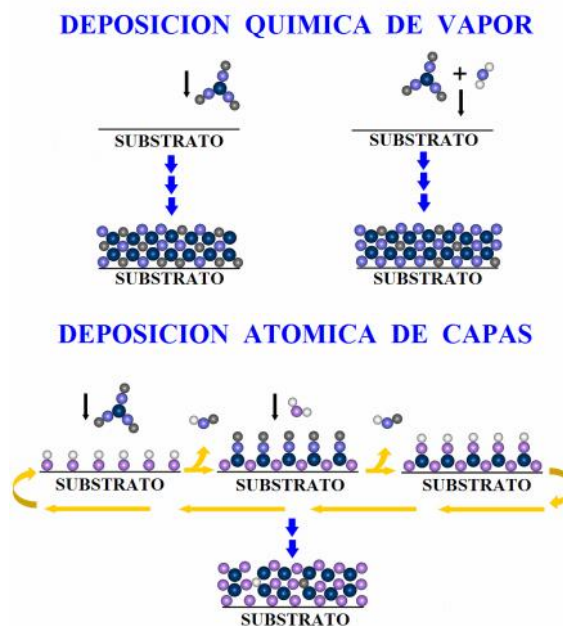 DEPOSICION QUIMICA DE VAPOR
+
SUBSTRATO
SUBSTRATO
SUBSTRATO
SUBSTRATO
DEPOSICION ATOMICA DE CAPAS
SUBSTRATO
SUBSTRATO
SUBSTRATO
SUBSTRATO